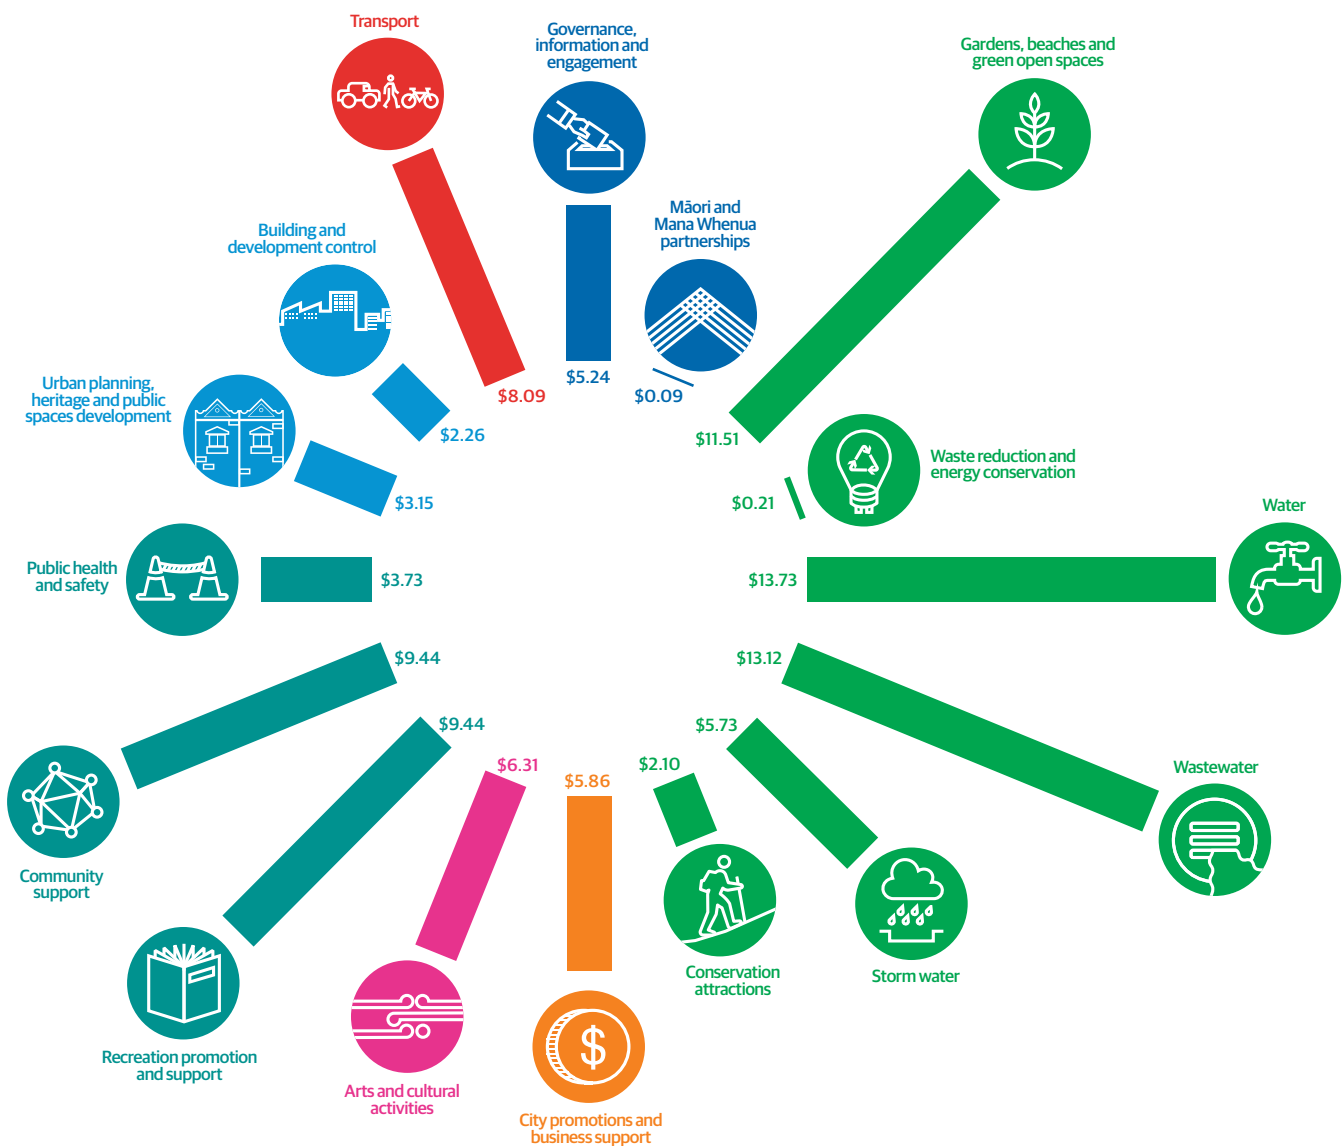 Transport
Governance,
information and
engagement
Gardens, beaches and
green open spaces
Māori and
Mana Whenua
partnerships
Building and
development control
Urban planning,
heritage and public
spaces development
$8.09
$5.24
$0.09
$11.51
$2.26
Waste reduction and
energy conservation
$3.15
$0.21
Water
Public health
and safety
$3.73
$13.73
$9.44
$13.12
$9.44
$5.73
$6.31
$5.86
$2.10
Wastewater
Community
support
Conservation
attractions
Storm water
$
Recreation promotion
and support
Arts and cultural
activities
City promotions and
business support